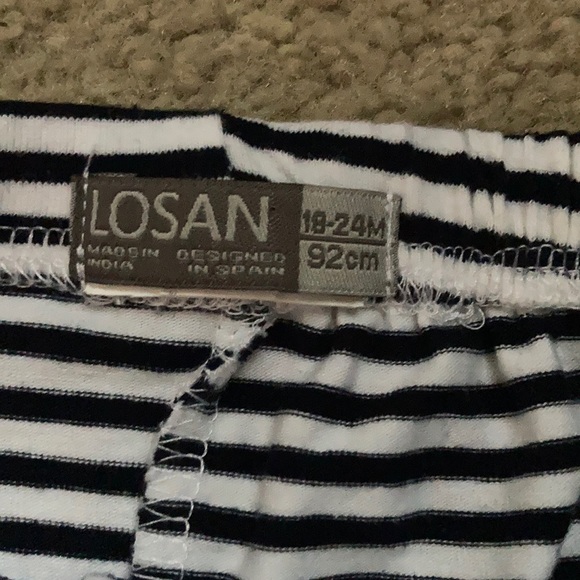 LOSAN
MADE IN INDIA
DESIGNED IN SPAIN
18-24M
92cm